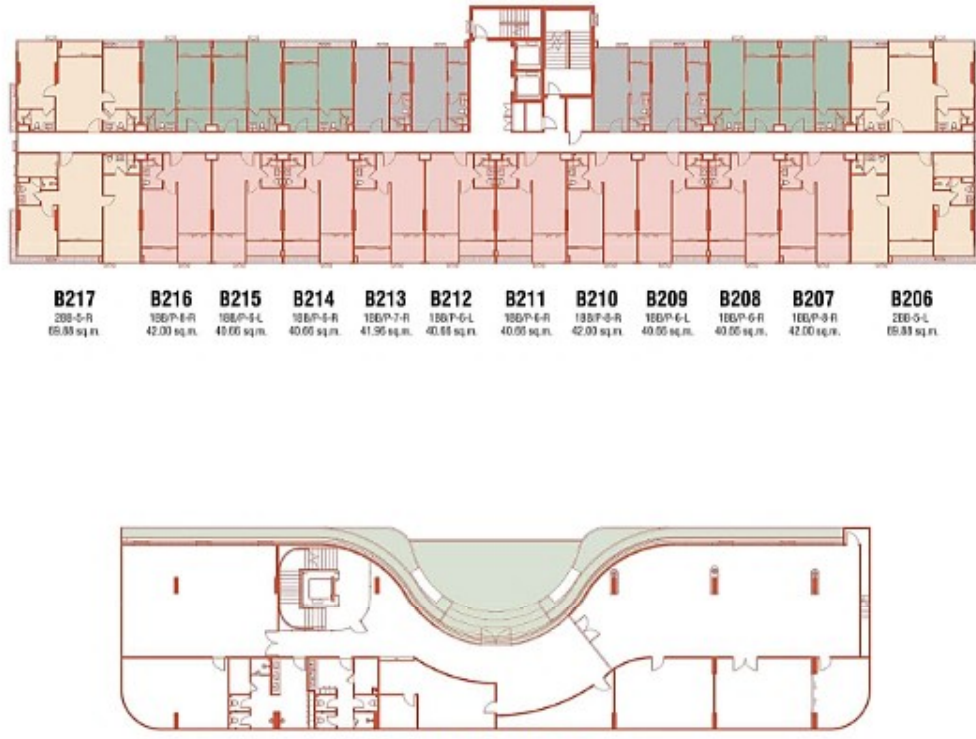 B217 B216 B215 B214 B213 B212 B211 B210 B209 B208 B207 B206
2BB-5-R 1BB/P-8-R 1BB/P-6-L 1BB/P-6-R 1BB/P-7-R 1BB/P-6-L 1BB/P-6-R 1BB/P-8-R 1BB/P-6-L 1BB/P-6-R 1BB/P-8-R 2BB-5-L
69.88 sq.m. 42.00 sq.m. 40.66 sq.m. 40.66 sq.m. 41.96 sq.m. 40.66 sq.m. 40.66 sq.m. 42.00 sq.m. 40.66 sq.m. 40.66 sq.m. 42.00 sq.m. 69.88 sq.m.